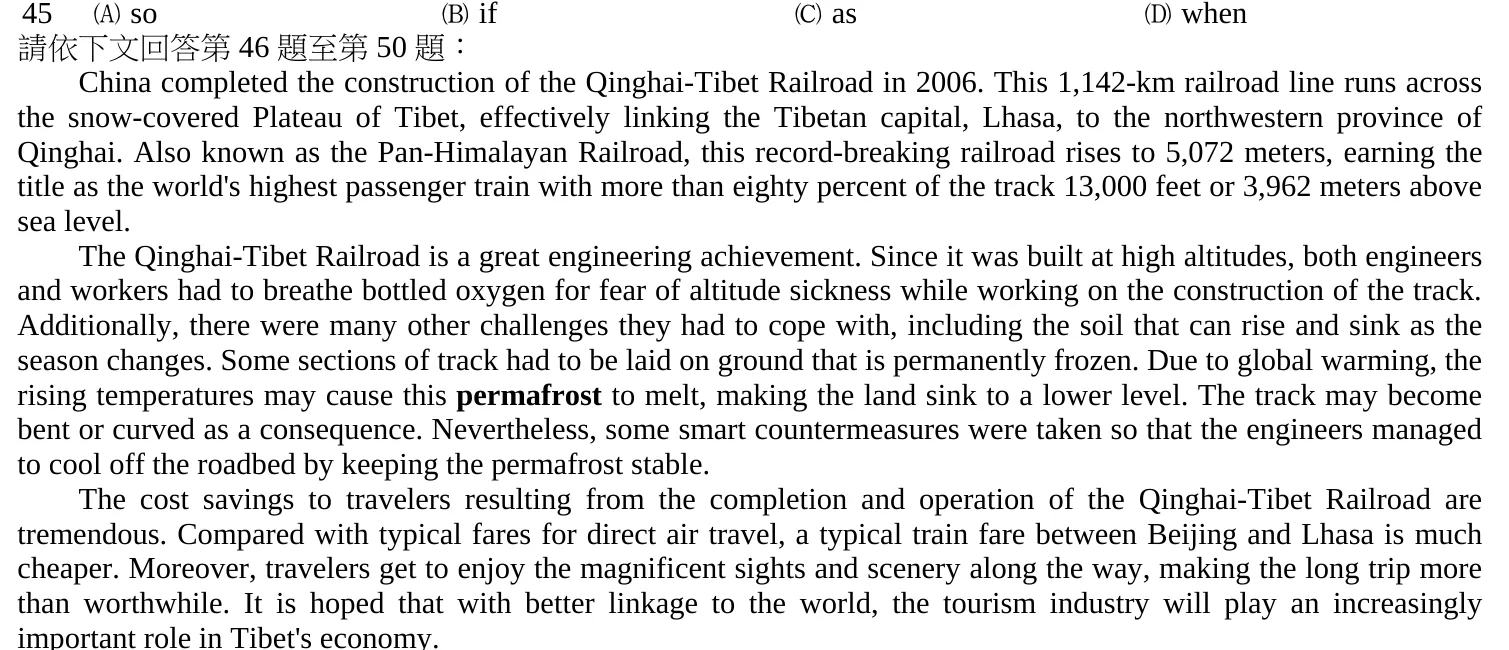 45 (A) so (B) if (C) as (D) when
請依下文回答第 46 題至第 50 題：
China completed the construction of the Qinghai-Tibet Railroad in 2006. This 1,142-km railroad line runs across
the snow-covered Plateau of Tibet, effectively linking the Tibetan capital, Lhasa, to the northwestern province of
Qinghai. Also known as the Pan-Himalayan Railroad, this record-breaking railroad rises to 5,072 meters, earning the
title as the world's highest passenger train with more than eighty percent of the track 13,000 feet or 3,962 meters above
sea level.
The Qinghai-Tibet Railroad is a great engineering achievement. Since it was built at high altitudes, both engineers
and workers had to breathe bottled oxygen for fear of altitude sickness while working on the construction of the track.
Additionally, there were many other challenges they had to cope with, including the soil that can rise and sink as the
season changes. Some sections of track had to be laid on ground that is permanently frozen. Due to global warming, the
rising temperatures may cause this permafrost to melt, making the land sink to a lower level. The track may become
bent or curved as a consequence. Nevertheless, some smart countermeasures were taken so that the engineers managed
to cool off the roadbed by keeping the permafrost stable.
The cost savings to travelers resulting from the completion and operation of the Qinghai-Tibet Railroad are
tremendous. Compared with typical fares for direct air travel, a typical train fare between Beijing and Lhasa is much
cheaper. Moreover, travelers get to enjoy the magnificent sights and scenery along the way, making the long trip more
than worthwhile. It is hoped that with better linkage to the world, the tourism industry will play an increasingly
important role in Tibet's economy.